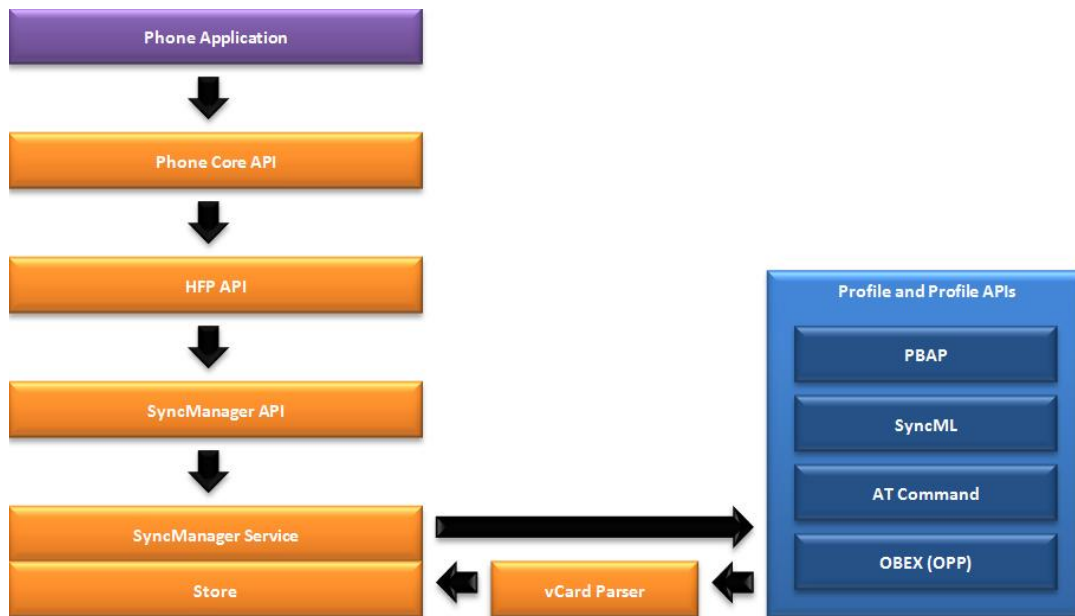 Phone Application
Phone Core API
HFP API
SyncManager API
SyncManager Service
Store
vCard Parser
Profile and Profile APIs
PBAP
SyncML
AT Command
OBEX (OPP)